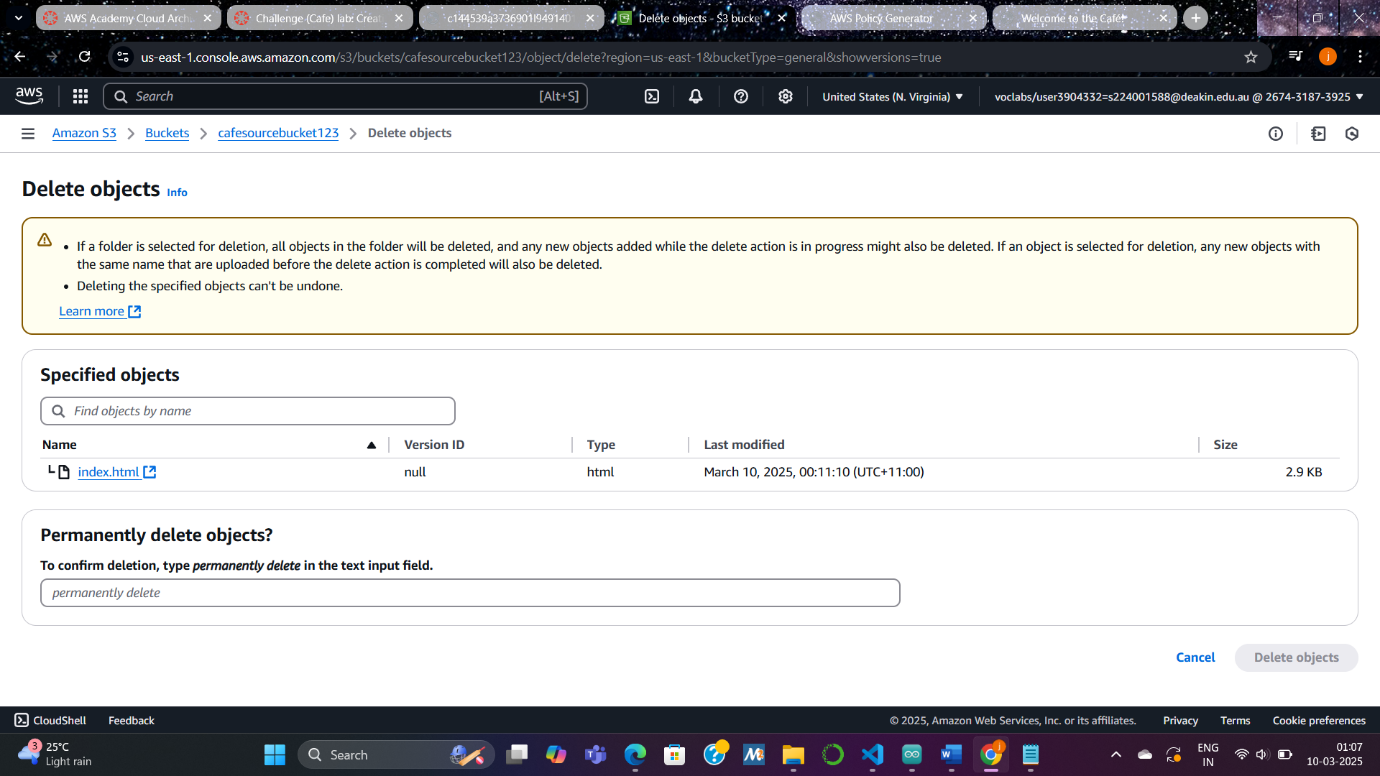 AWS Academy Cloud Arch
Challenge (Cafe) lab: Creat
c144539a3736901l949140
Delete objects - S3 bucket
AWS Policy Generator
Welcome to the Café!
us-east-1.console.aws.amazon.com/s3/buckets/cafesourcebucket123/object/delete?region=us-east-1&bucketType=general&showversions=true
j
aws
Search
[Alt+S]
United States (N. Virginia)
voclabs/user3904332=s224001588@deakin.edu.au @ 2674-3187-3925
Amazon S3 > Buckets > cafesourcebucket123 > Delete objects
Delete objects Info
If a folder is selected for deletion, all objects in the folder will be deleted, and any new objects added while the delete action is in progress might also be deleted. If an object is selected for deletion, any new objects with
the same name that are uploaded before the delete action is completed will also be deleted.
Deleting the specified objects can't be undone.
Learn more
Specified objects
Find objects by name
Name Version ID Type Last modified Size
index.html null html March 10, 2025, 00:11:10 (UTC+11:00) 2.9 KB
Permanently delete objects?
To confirm deletion, type permanently delete in the text input field.
permanently delete
Cancel Delete objects
CloudShell Feedback © 2025, Amazon Web Services, Inc. or its affiliates. Privacy Terms Cookie preferences
3
25°C
Light rain
Search
ENG
IN
01:07
10-03-2025